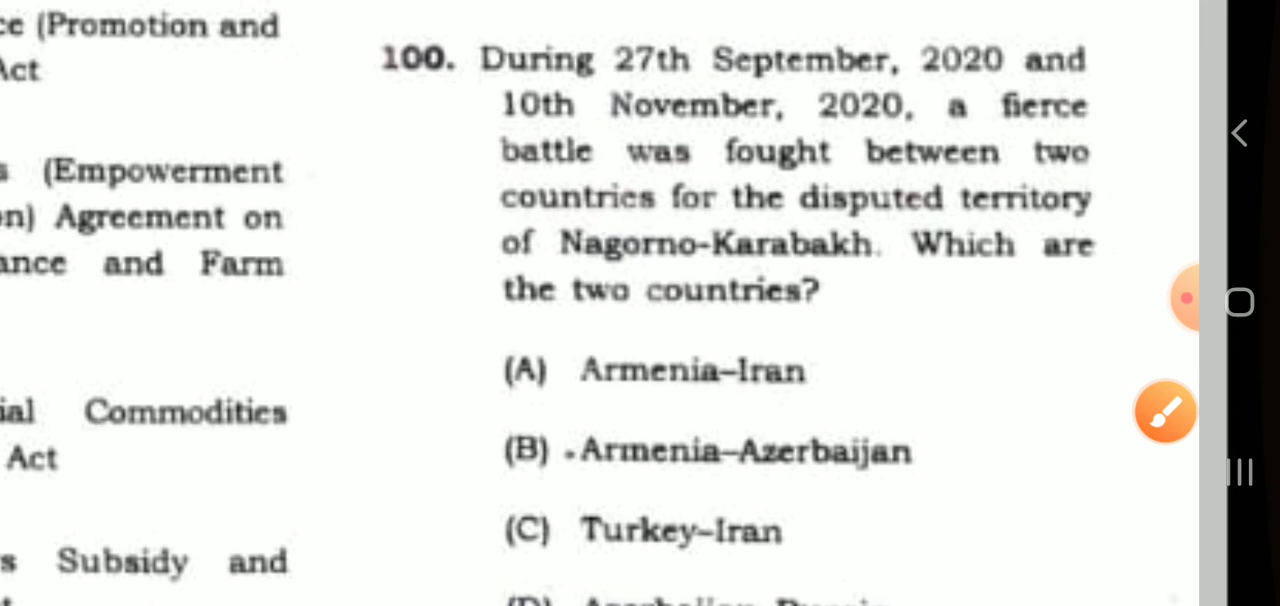 ce (Promotion and
Act
s (Empowerment
on) Agreement on
ance and Farm
ial Commodities
Act
s Subsidy and
100. During 27th September, 2020 and
10th November, 2020, a fierce
battle was fought between two
countries for the disputed territory
of Nagorno-Karabakh. Which are
the two countries?
(A) Armenia–Iran
(B) Armenia–Azerbaijan
(C) Turkey–Iran